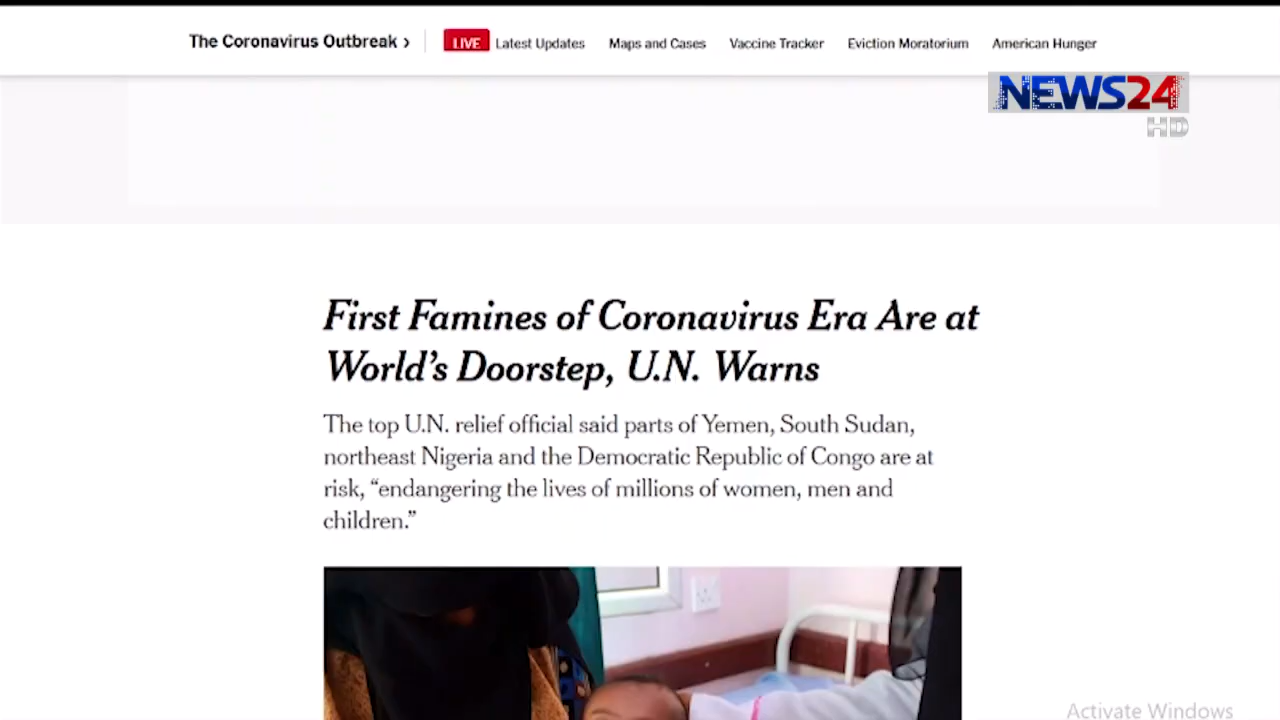 The Coronavirus Outbreak ›
LIVE Latest Updates Maps and Cases Vaccine Tracker Eviction Moratorium American Hunger
NEWS24
HD
First Famines of Coronavirus Era Are at
World's Doorstep, U.N. Warns
The top U.N. relief official said parts of Yemen, South Sudan,
northeast Nigeria and the Democratic Republic of Congo are at
risk, “endangering the lives of millions of women, men and
children.”
Activate Windows